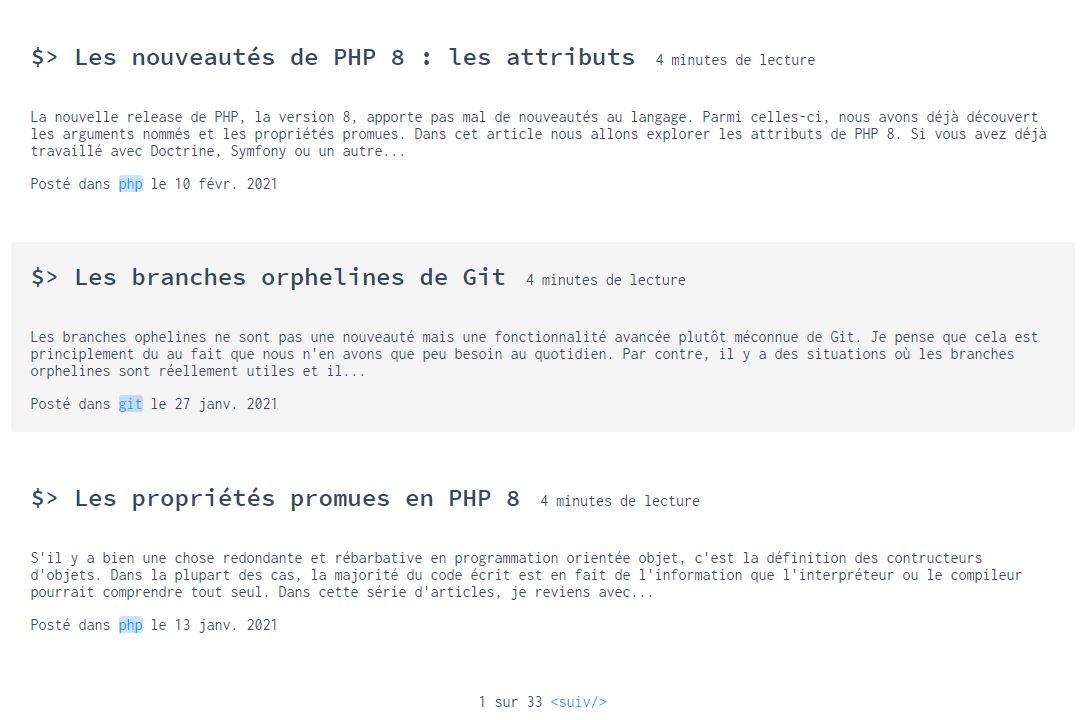 $> Les nouveautés de PHP 8 : les attributs 4 minutes de lecture
La nouvelle release de PHP, la version 8, apporte pas mal de nouveautés au langage. Parmi celles-ci, nous avons déjà découvert
les arguments nommés et les propriétés promues. Dans cet article nous allons explorer les attributs de PHP 8. Si vous avez déjà
travaillé avec Doctrine, Symfony ou un autre...
Posté dans php le 10 févr. 2021
$> Les branches orphelines de Git 4 minutes de lecture
Les branches ophelines ne sont pas une nouveauté mais une fonctionnalité avancée plutôt méconnue de Git. Je pense que cela est
principlement du au fait que nous n'en avons que peu besoin au quotidien. Par contre, il y a des situations où les branches
orphelines sont réellement utiles et il...
Posté dans git le 27 janv. 2021
$> Les propriétés promues en PHP 8 4 minutes de lecture
S'il y a bien une chose redondante et rébarbative en programmation orientée objet, c'est la définition des contructeurs
d'objets. Dans la plupart des cas, la majorité du code écrit est en fait de l'information que l'interpréteur ou le compileur
pourrait comprendre tout seul. Dans cette série d'articles, je reviens avec...
Posté dans php le 13 janv. 2021
1 sur 33 <suiv/>